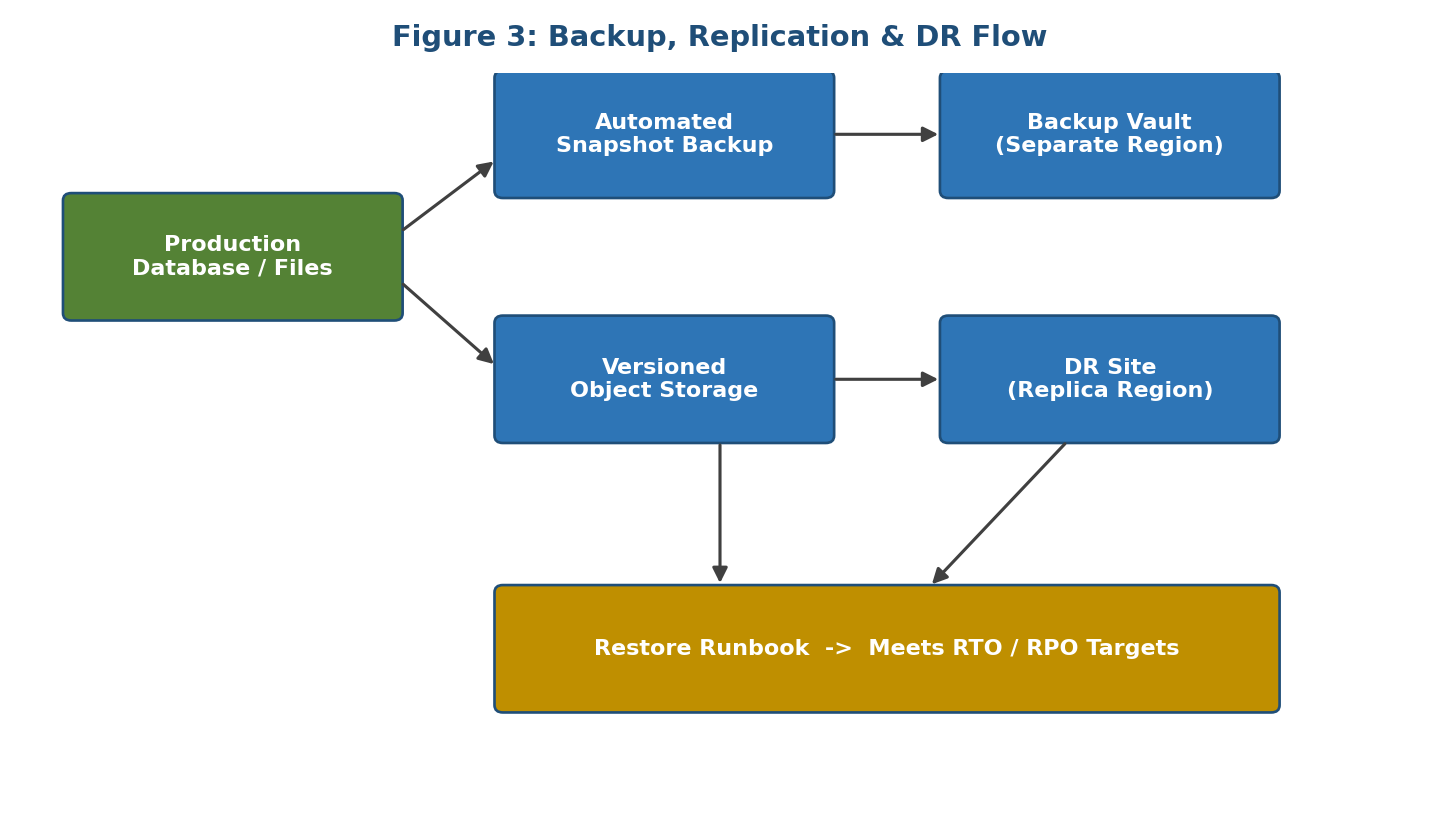 Figure 3: Backup, Replication & DR Flow
Automated
Snapshot Backup
Backup Vault
(Separate Region)
Production
Database / Files
Versioned
Object Storage
DR Site
(Replica Region)
Restore Runbook  ->  Meets RTO / RPO Targets